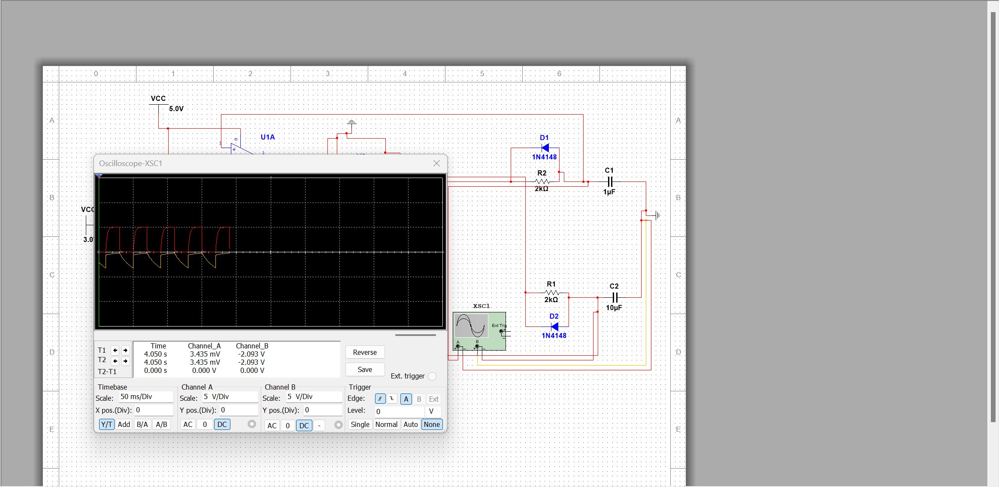 0 1 2 3 4 5 6
VCC
5.0V
A A
U1A
8
3
1
D1
1N4148
Oscilloscope-XSC1
R2
2kΩ
C1
1µF
B B
VCC
3.0
C C
R1
2kΩ
C2
10µF
XSC1
Ext Trig
D2
1N4148
A B
+ − + −
D D
Time Channel_A Channel_B
T1 4.050 s 3.435 mV -2.093 V
T2 4.050 s 3.435 mV -2.093 V
T2-T1 0.000 s 0.000 V 0.000 V
Reverse
Save
Ext. trigger
Timebase Channel A Channel B Trigger
Scale: 50 ms/Div Scale: 5 V/Div Scale: 5 V/Div Edge: A B Ext
X pos.(Div): 0 Y pos.(Div): 0 Y pos.(Div): 0 Level: 0 V
Y/T Add B/A A/B AC 0 DC AC 0 DC - Single Normal Auto None
E E